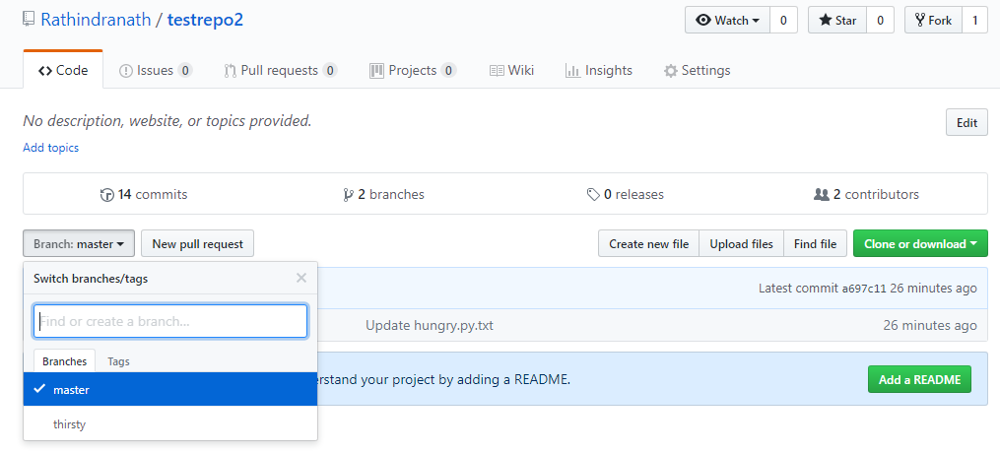 Rathindranath / testrepo2
Watch 0 Star 0 Fork 1
Code Issues 0 Pull requests 0 Projects 0 Wiki Insights Settings
No description, website, or topics provided.
Edit
Add topics
14 commits 2 branches 0 releases 2 contributors
Branch: master New pull request Create new file Upload files Find file Clone or download
Switch branches/tags
Latest commit a697c11 26 minutes ago
Find or create a branch...
Update hungry.py.txt 26 minutes ago
Branches Tags
erstand your project by adding a README. Add a README
master
thirsty